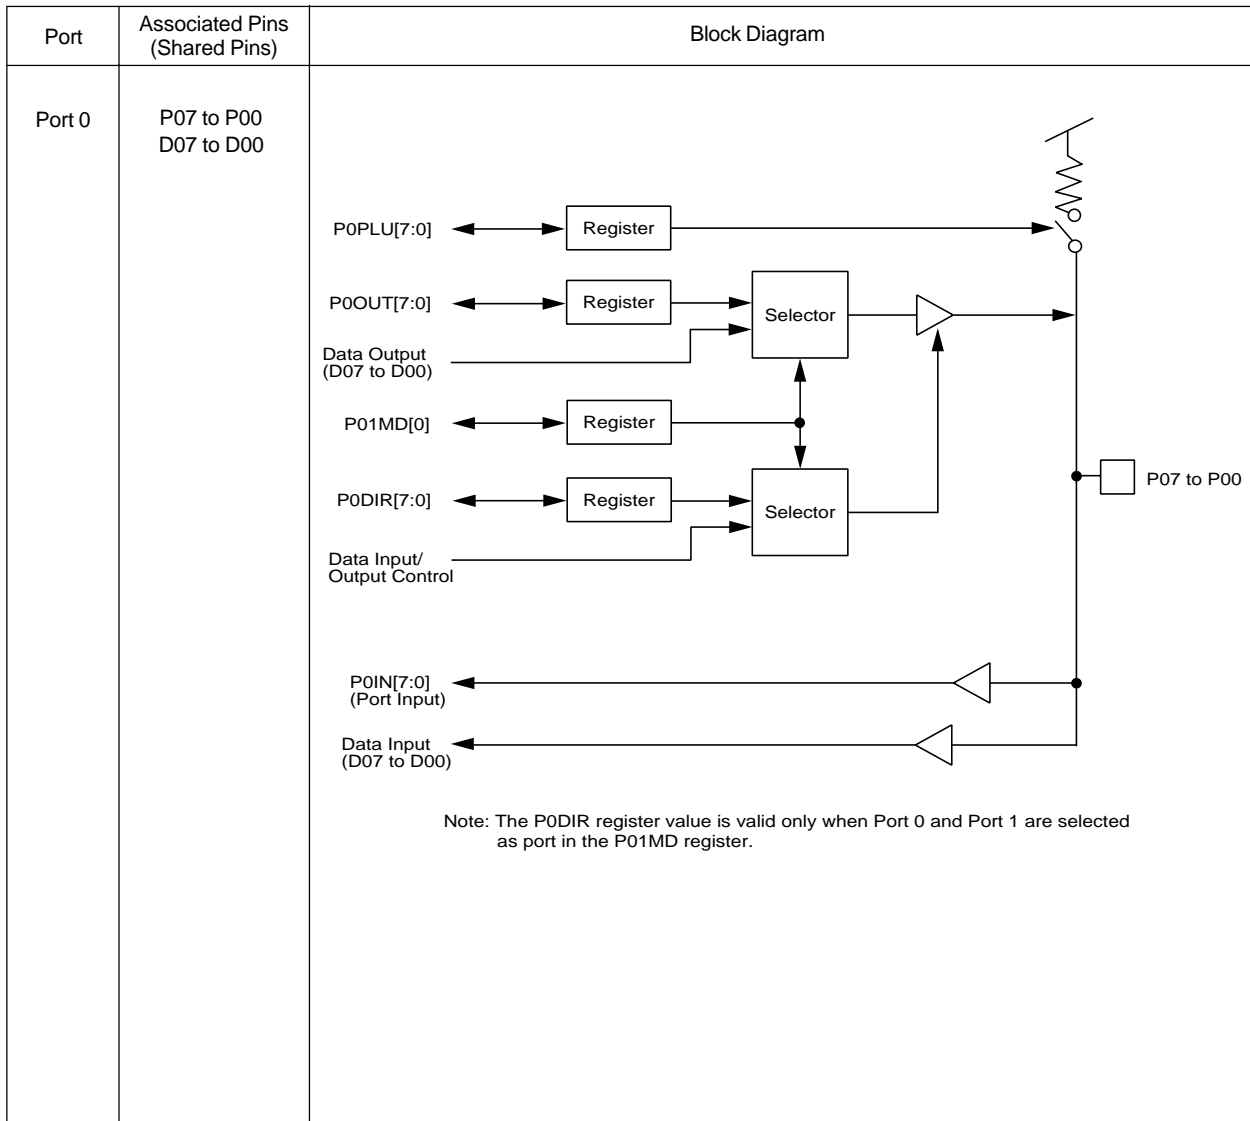 Port
Associated Pins
(Shared Pins)
Block Diagram
Port 0
P07 to P00
D07 to D00
P0PLU[7:0]
Register
P0OUT[7:0]
Register
Selector
Data Output
(D07 to D00)
P01MD[0]
Register
P0DIR[7:0]
Register
Selector
P07 to P00
Data Input/
Output Control
P0IN[7:0]
(Port Input)
Data Input
(D07 to D00)
Note: The P0DIR register value is valid only when Port 0 and Port 1 are selected
as port in the P01MD register.